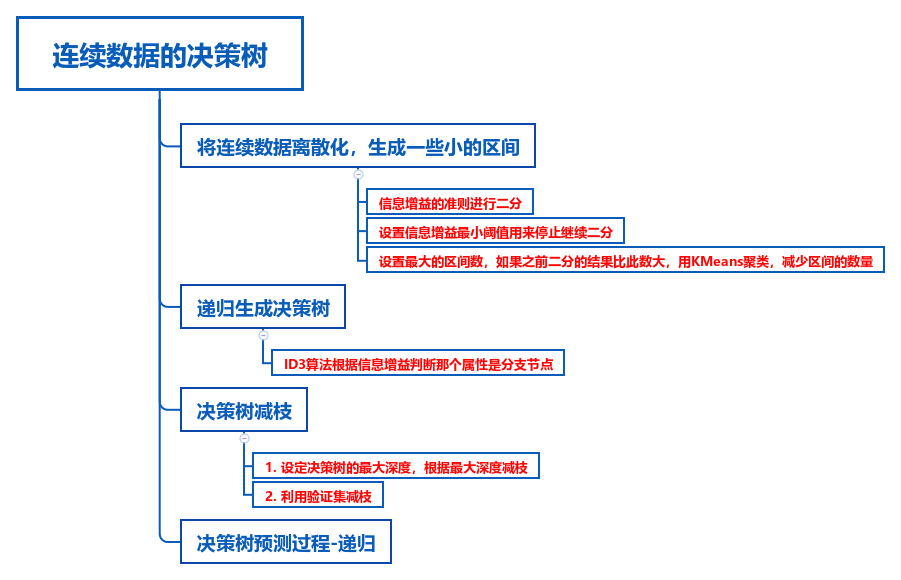 连续数据的决策树
将连续数据离散化，生成一些小的区间
信息增益的准则进行二分
设置信息增益最小阈值用来停止继续二分
设置最大的区间数，如果之前二分的结果比此数大，用KMeans聚类，减少区间的数量
递归生成决策树
ID3算法根据信息增益判断那个属性是分支节点
决策树减枝
1. 设定决策树的最大深度，根据最大深度减枝
2. 利用验证集减枝
决策树预测过程-递归